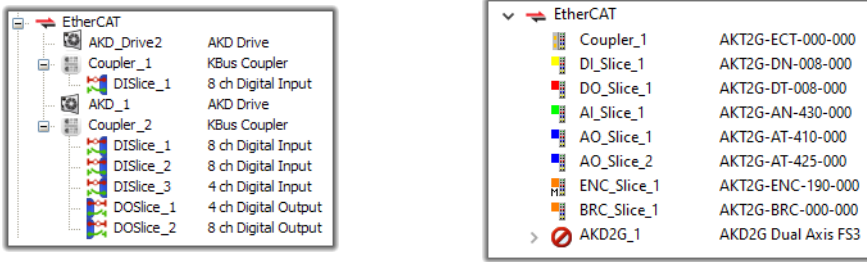 EtherCAT
AKD_Drive2 AKD Drive
Coupler_1 KBus Coupler
DISlice_1 8 ch Digital Input
AKD_1 AKD Drive
Coupler_2 KBus Coupler
DISlice_1 8 ch Digital Input
DISlice_2 8 ch Digital Input
DISlice_3 4 ch Digital Input
DOSlice_1 4 ch Digital Output
DOSlice_2 8 ch Digital Output
EtherCAT
Coupler_1 AKT2G-ECT-000-000
DI_Slice_1 AKT2G-DN-008-000
DO_Slice_1 AKT2G-DT-008-000
AI_Slice_1 AKT2G-AN-430-000
AO_Slice_1 AKT2G-AT-410-000
AO_Slice_2 AKT2G-AT-425-000
M ENC_Slice_1 AKT2G-ENC-190-000
BRC_Slice_1 AKT2G-BRC-000-000
AKD2G_1 AKD2G Dual Axis FS3